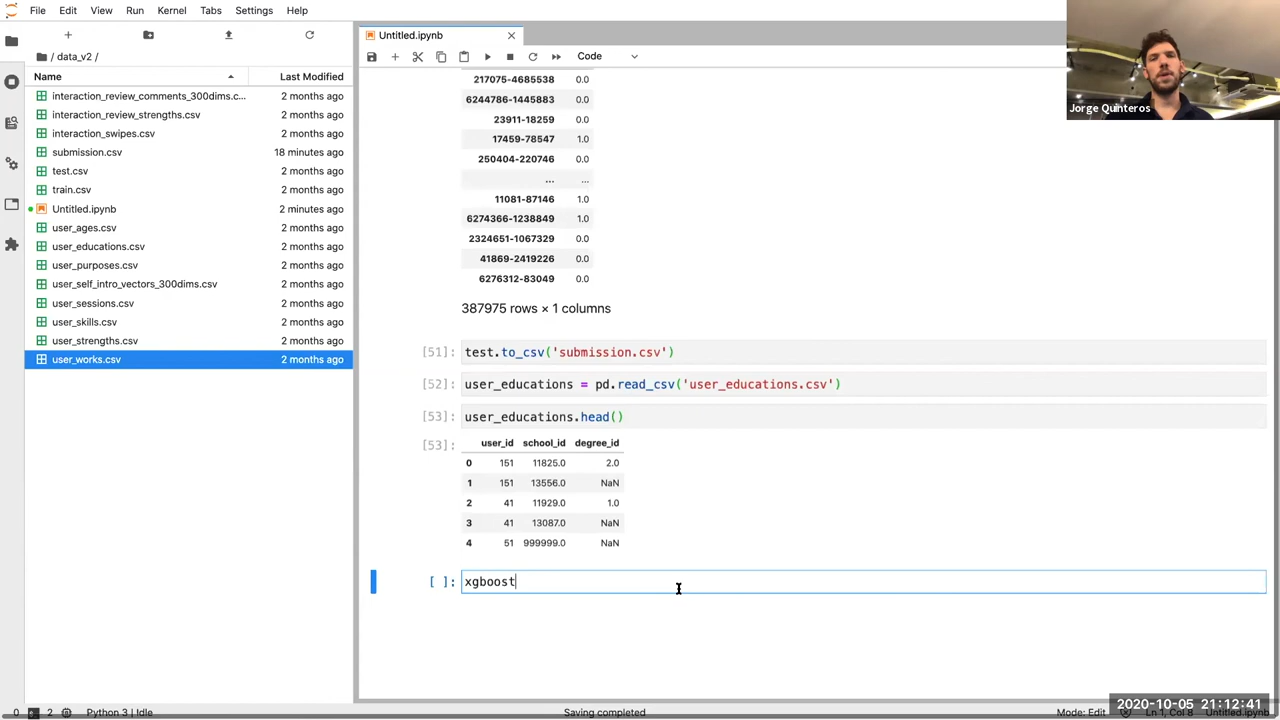 File Edit View Run Kernel Tabs Settings Help
/ data_v2 /
Name Last Modified
interaction_review_comments_300dims.c... 2 months ago
interaction_review_strengths.csv 2 months ago
interaction_swipes.csv 2 months ago
submission.csv 18 minutes ago
test.csv 2 months ago
train.csv 2 months ago
Untitled.ipynb 2 minutes ago
user_ages.csv 2 months ago
user_educations.csv 2 months ago
user_purposes.csv 2 months ago
user_self_intro_vectors_300dims.csv 2 months ago
user_sessions.csv 2 months ago
user_skills.csv 2 months ago
user_strengths.csv 2 months ago
user_works.csv 2 months ago
Untitled.ipynb
Code
217075-4685538 0.0
6244786-1445883 0.0
23911-18259 0.0
17459-78547 1.0
250404-220746 0.0
... ...
11081-87146 1.0
6274366-1238849 1.0
2324651-1067329 0.0
41869-2419226 0.0
6276312-83049 0.0
387975 rows × 1 columns
[51]: test.to_csv('submission.csv')
[52]: user_educations = pd.read_csv('user_educations.csv')
[53]: user_educations.head()
[53]: user_id school_id degree_id
0 151 11825.0 2.0
1 151 13556.0 NaN
2 41 11929.0 1.0
3 41 13087.0 NaN
4 51 999999.0 NaN
[ ]: xgboost
Jorge Quinteros
2020-10-05 21:12:41
0 2 Python 3 | Idle Saving completed Mode: Edit Ln 1, Col 8 Untitled.ipynb